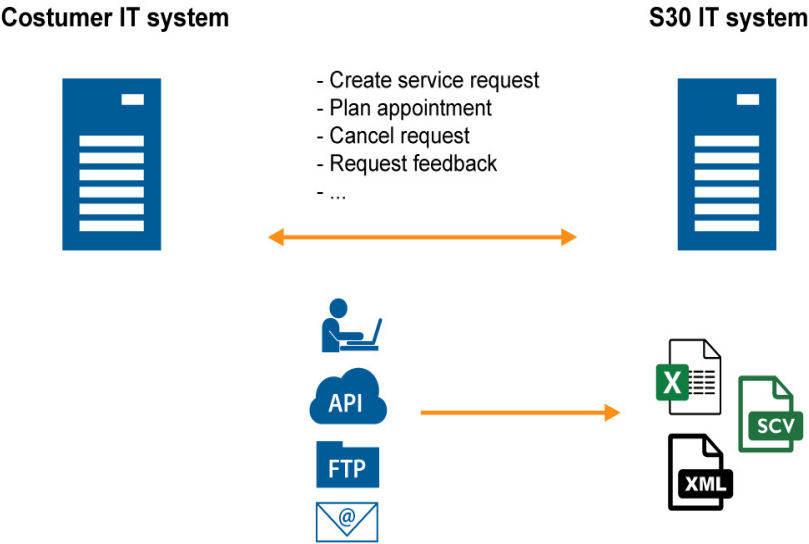 Costumer IT system
S30 IT system
- Create service request
- Plan appointment
- Cancel request
- Request feedback
- ...
API
FTP
@
X
SCV
XML